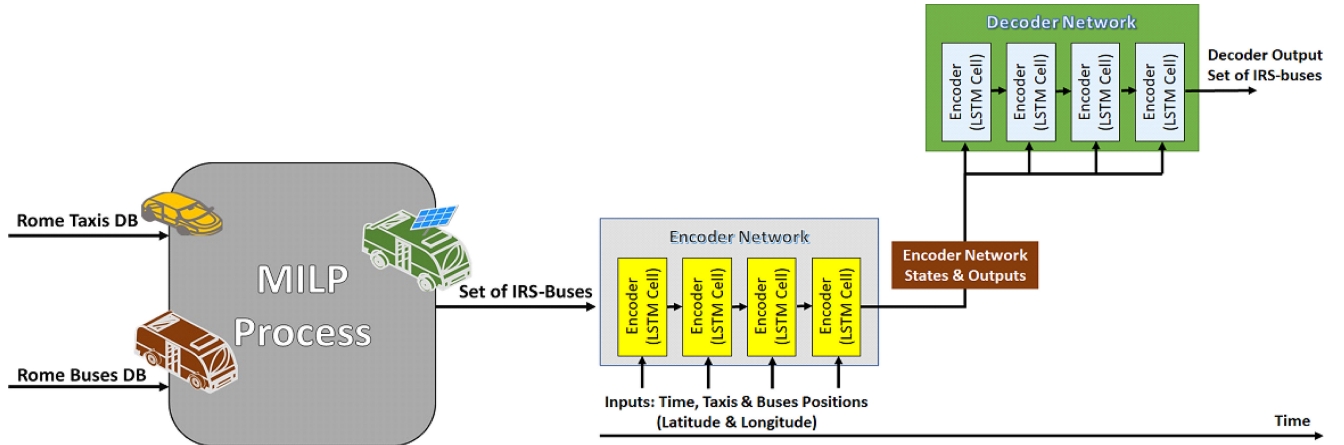 Rome Taxis DB
MILP
Process
Rome Buses DB
Set of IRS-Buses
Encoder Network
Encoder
(LSTM Cell)
Encoder
(LSTM Cell)
Encoder
(LSTM Cell)
Encoder
(LSTM Cell)
Inputs: Time, Taxis & Buses Positions
(Latitude & Longitude)
Encoder Network
States & Outputs
Decoder Network
Encoder
(LSTM Cell)
Encoder
(LSTM Cell)
Encoder
(LSTM Cell)
Encoder
(LSTM Cell)
Decoder Output
Set of IRS-buses
Time